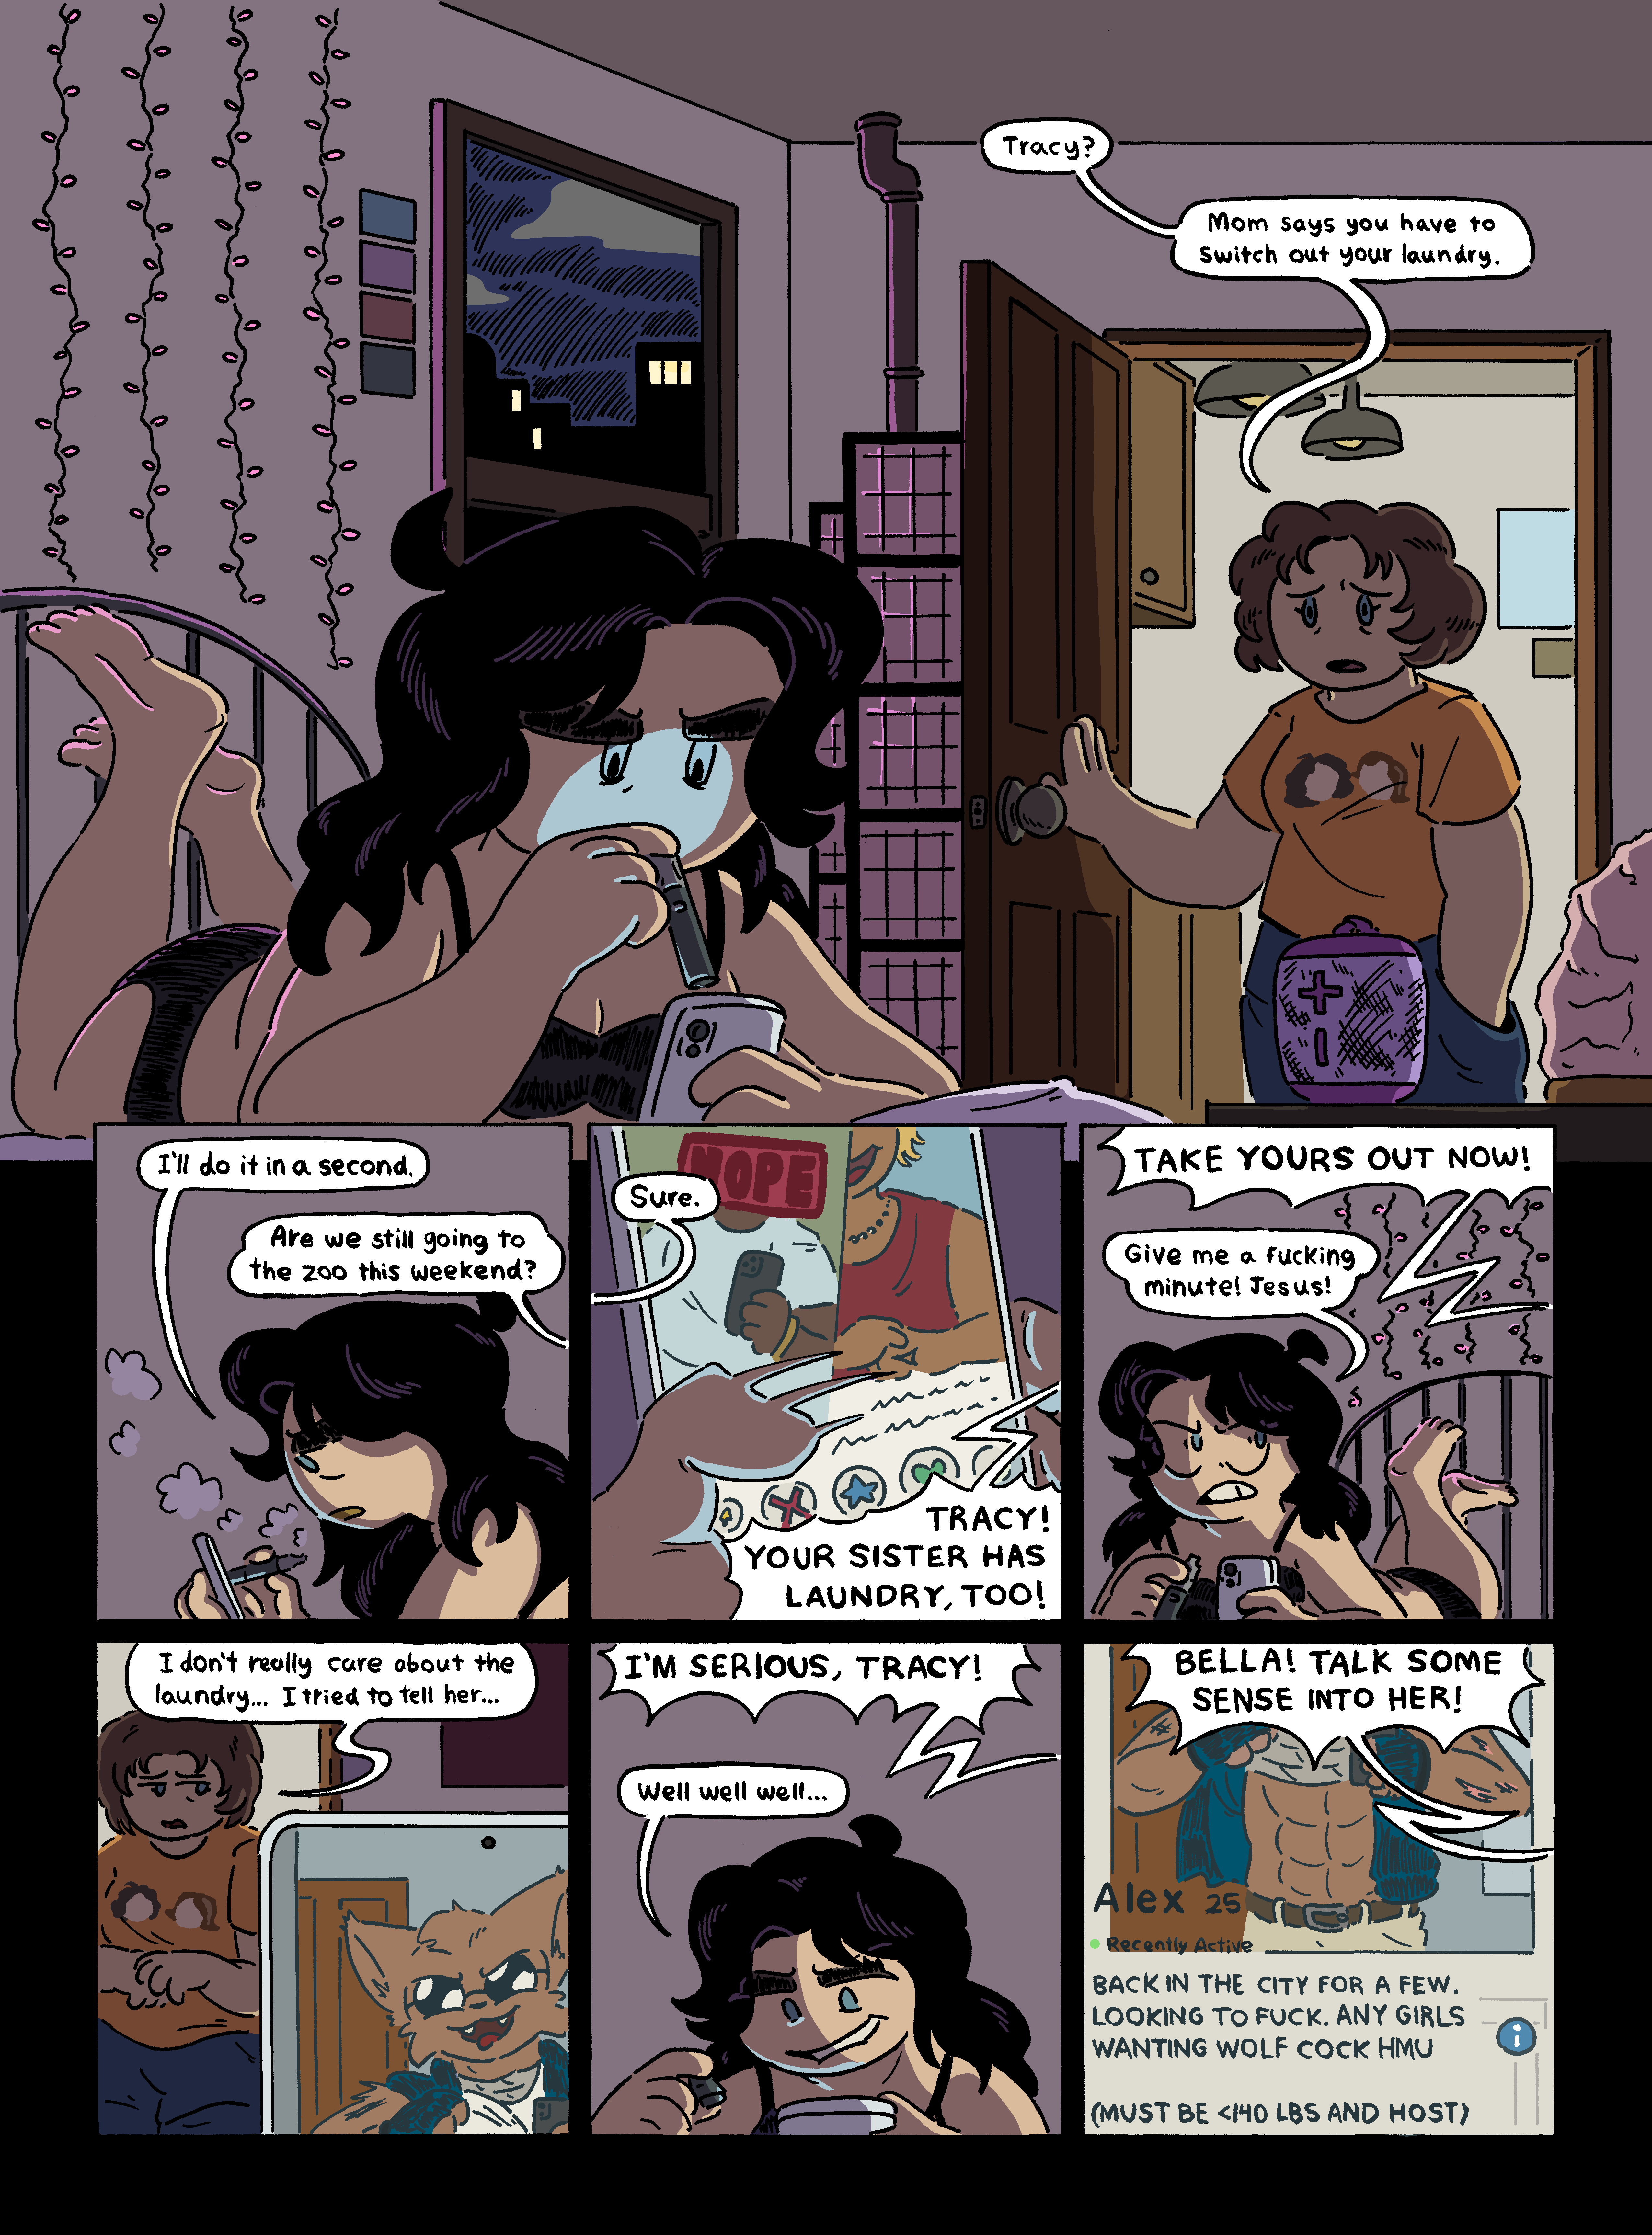 Tracy?
Mom says you have to
switch out your laundry.
I'll do it in a second.
Are we still going to
the zoo this weekend?
NOPE
Sure.
TRACY!
YOUR SISTER HAS
LAUNDRY, TOO!
TAKE YOURS OUT NOW!
Give me a fucking
minute! Jesus!
I don't really care about the
laundry... I tried to tell her...
I'M SERIOUS, TRACY!
Well well well...
BELLA! TALK SOME
SENSE INTO HER!
Alex 25
Recently Active
BACK IN THE CITY FOR A FEW.
LOOKING TO FUCK. ANY GIRLS
WANTING WOLF COCK HMU
i
(MUST BE <140 LBS AND HOST)